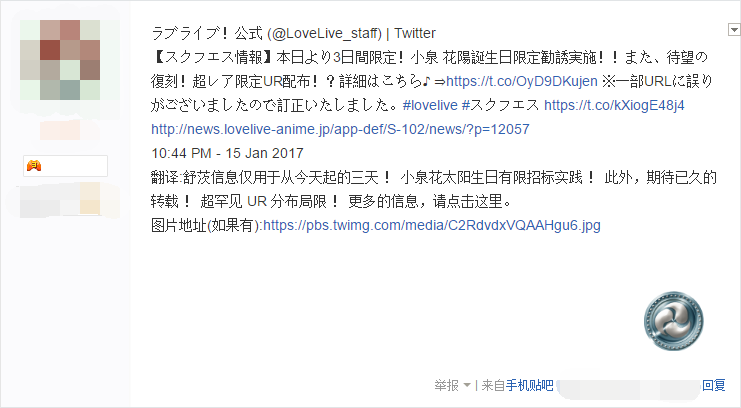 ラブライブ！公式 (@LoveLive_staff) | Twitter
【スクフエス情報】本日より3日間限定！小泉 花陽誕生日限定勧誘実施！！また、待望の
復刻！超レア限定UR配布！？詳細はこちら♪ ⇒https://t.co/OyD9DKujen ※一部URLに誤り
がございましたので訂正いたしました。#lovelive #スクフエス https://t.co/kXiogE48j4
http://news.lovelive-anime.jp/app-def/S-102/news/?p=12057
10:44 PM - 15 Jan 2017
翻译:舒茨信息仅用于从今天起的三天！ 小泉花太阳生日有限招标实践！ 此外，期待已久的
转载！ 超罕见 UR 分布局限！ 更多的信息，请点击这里。
图片地址(如果有):https://pbs.twimg.com/media/C2RdvdxVQAAHgu6.jpg
举报 | 来自手机贴吧 回复